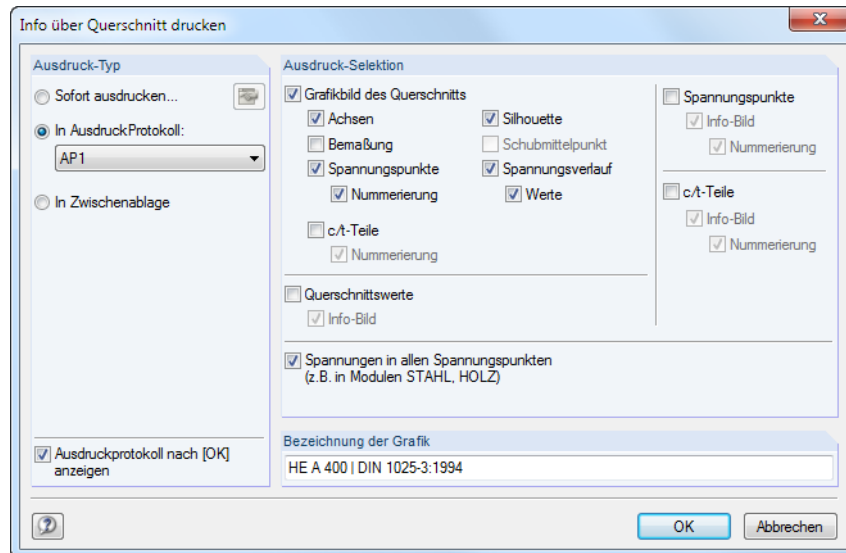 Info über Querschnitt drucken
Ausdruck-Typ
Sofort ausdrucken...
In AusdruckProtokoll:
AP1
In Zwischenablage
Ausdruckprotokoll nach [OK]
anzeigen
Ausdruck-Selektion
Grafikbild des Querschnitts
Achsen
Silhouette
Bemaßung
Schubmittelpunkt
Spannungspunkte
Spannungsverlauf
Nummerierung
Werte
c/t-Teile
Nummerierung
Querschnittswerte
Info-Bild
Spannungspunkte
Info-Bild
Nummerierung
c/t-Teile
Info-Bild
Nummerierung
Spannungen in allen Spannungspunkten
(z.B. in Modulen STAHL, HOLZ)
Bezeichnung der Grafik
HE A 400 | DIN 1025-3:1994
OK
Abbrechen